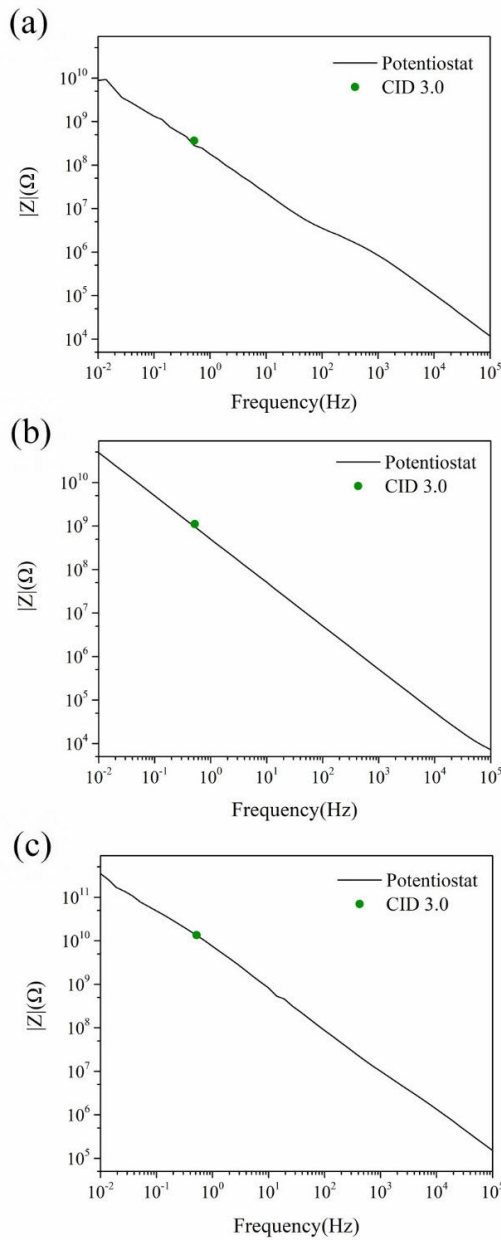 (a)
Potentiostat
CID 3.0
10¹⁰
10⁹
10⁸
10⁷
10⁶
10⁵
10⁴
|Z|(Ω)
10⁻² 10⁻¹ 10⁰ 10¹ 10² 10³ 10⁴ 10⁵
Frequency(Hz)
(b)
Potentiostat
CID 3.0
10¹⁰
10⁹
10⁸
10⁷
10⁶
10⁵
10⁴
|Z|(Ω)
10⁻² 10⁻¹ 10⁰ 10¹ 10² 10³ 10⁴ 10⁵
Frequency(Hz)
(c)
Potentiostat
CID 3.0
10¹¹
10¹⁰
10⁹
10⁸
10⁷
10⁶
10⁵
|Z|(Ω)
10⁻² 10⁻¹ 10⁰ 10¹ 10² 10³ 10⁴ 10⁵
Frequency(Hz)